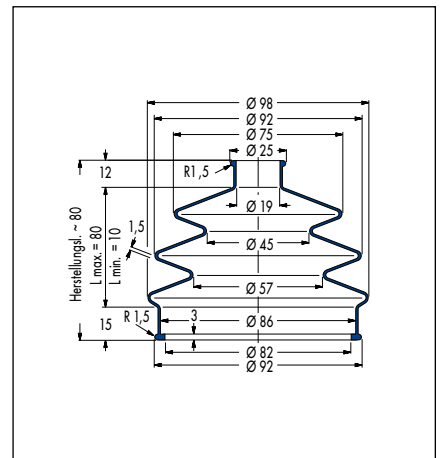 Ø 98
Ø 92
Ø 75
Ø 25
12
R1,5
Ø 19
1,5
Ø 45
Herstellungsl. ~ 80
L max. = 80
L min. = 10
Ø 57
15
R 1,5
3
Ø 86
Ø 82
Ø 92